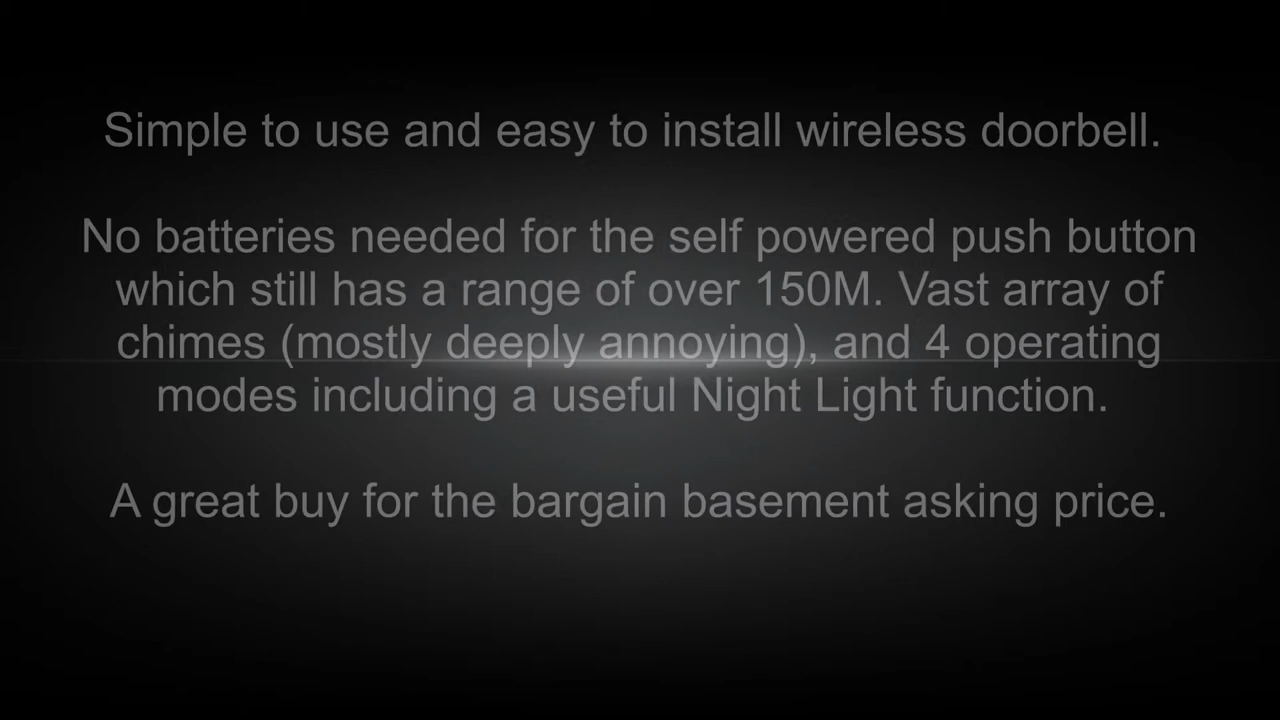 Simple to use and easy to install wireless doorbell.
No batteries needed for the self powered push button
which still has a range of over 150M. Vast array of
chimes (mostly deeply annoying), and 4 operating
modes including a useful Night Light function.
A great buy for the bargain basement asking price.